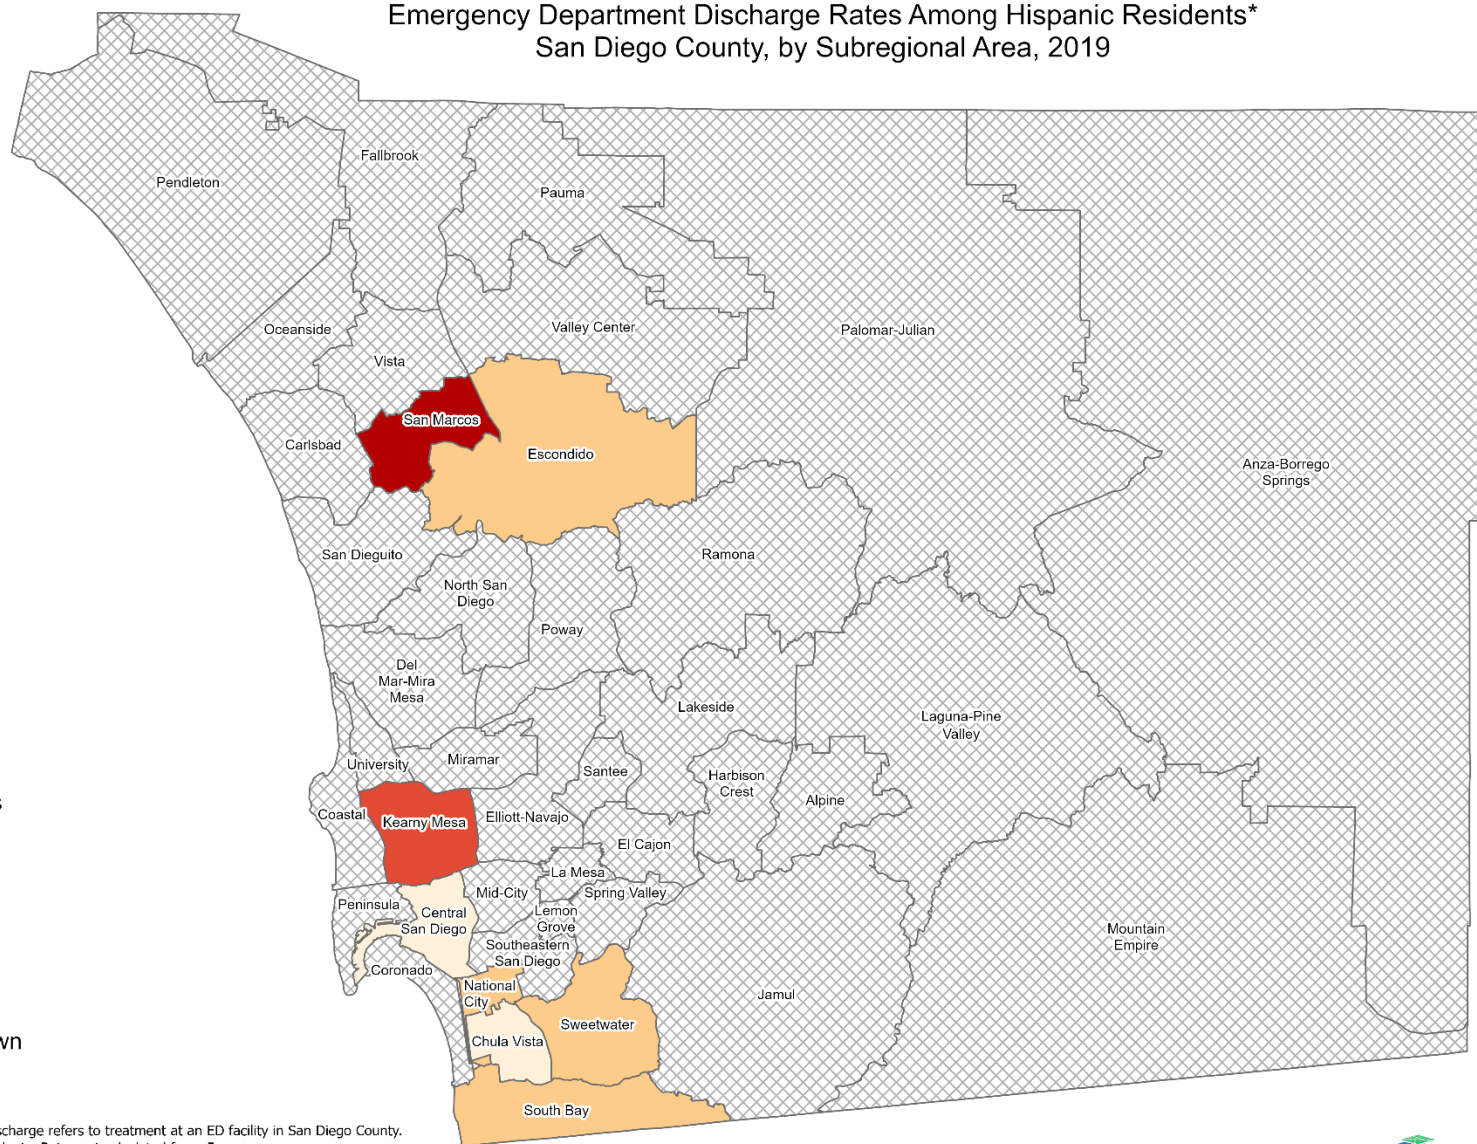 Emergency Department Discharge Rates Among Hispanic Residents*
San Diego County, by Subregional Area, 2019
Fallbrook
Pendleton
Pauma
Oceanside
Valley Center
Palomar-Julian
Vista
San Marcos
Carlsbad
Escondido
Anza-Borrego
Springs
San Dieguito
Ramona
North San
Diego
Poway
Del
Mar-Mira
Mesa
Lakeside
Laguna-Pine
Valley
University
Miramar
Santee
Harbison
Crest
Alpine
Coastal
Kearny Mesa
Elliott-Navajo
El Cajon
La Mesa
Mid-City
Spring Valley
Peninsula
Central
San Diego
Lemon
Grove
Southeastern
San Diego
Mountain
Empire
Coronado
National
City
Jamul
Sweetwater
Chula Vista
South Bay
scharge refers to treatment at an ED facility in San Diego County.